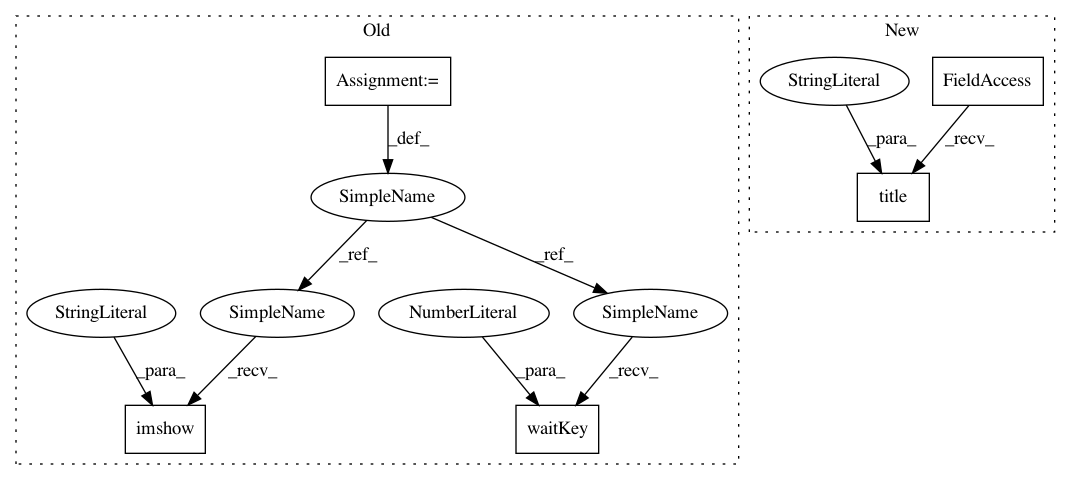 Old
New
Assignment:=
StringLiteral
FieldAccess
_def_
_para_
_recv_
SimpleName
title
_ref_
_ref_
StringLiteral
SimpleName
NumberLiteral
SimpleName
_para_
_recv_
_para_
_recv_
imshow
waitKey